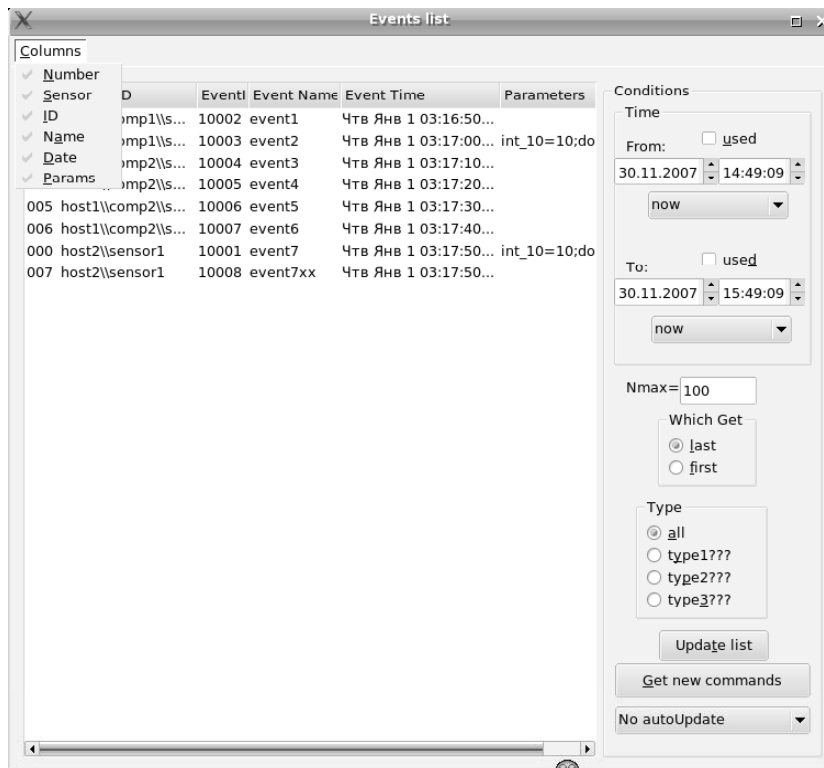 Events list
Columns
Number
Sensor
ID
Name
Date
Params
D EventI Event Name Event Time Parameters
omp1\\s... 10002 event1 Чтв Янв 1 03:16:50...
omp1\\s... 10003 event2 Чтв Янв 1 03:17:00... int_10=10;do
omp2\\s... 10004 event3 Чтв Янв 1 03:17:10...
10005 event4 Чтв Янв 1 03:17:20...
005 host1\\comp2\\s... 10006 event5 Чтв Янв 1 03:17:30...
006 host1\\comp2\\s... 10007 event6 Чтв Янв 1 03:17:40...
000 host2\\sensor1 10001 event7 Чтв Янв 1 03:17:50... int_10=10;do
007 host2\\sensor1 10008 event7xx Чтв Янв 1 03:17:50...
Conditions
Time
From: used
30.11.2007 14:49:09
now
To: used
30.11.2007 15:49:09
now
Nmax= 100
Which Get
last
first
Type
all
type1???
type2???
type3???
Update list
Get new commands
No autoUpdate